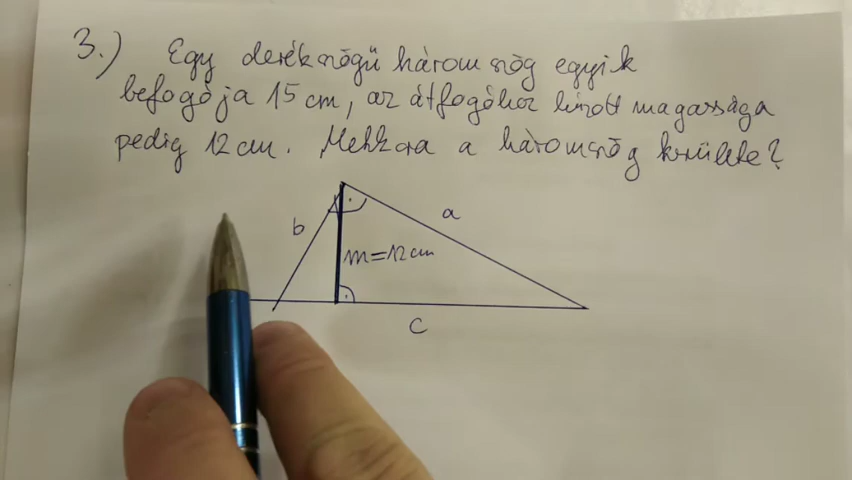 3.) Egy derékszögű háromszög egyik
befogója 15 cm, az átfogóhoz húzott magassága
pedig 12 cm. Mekkora a háromszög kerülete?
b
a
m=12 cm
c